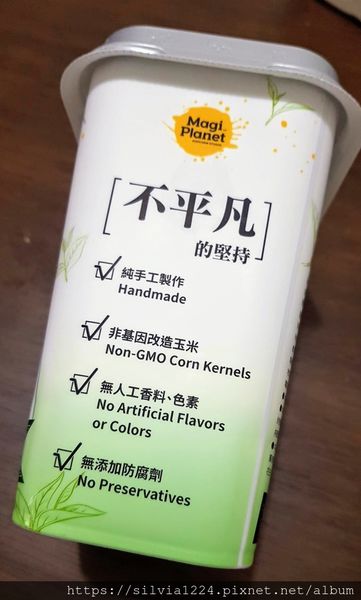 Magi
Planet
不平凡
的堅持
純手工製作
Handmade
非基因改造玉米
Non-GMO Corn Kernels
無人工香料、色素
No Artificial Flavors
or Colors
無添加防腐劑
No Preservatives
https://silvia1224.pixnet.net/album